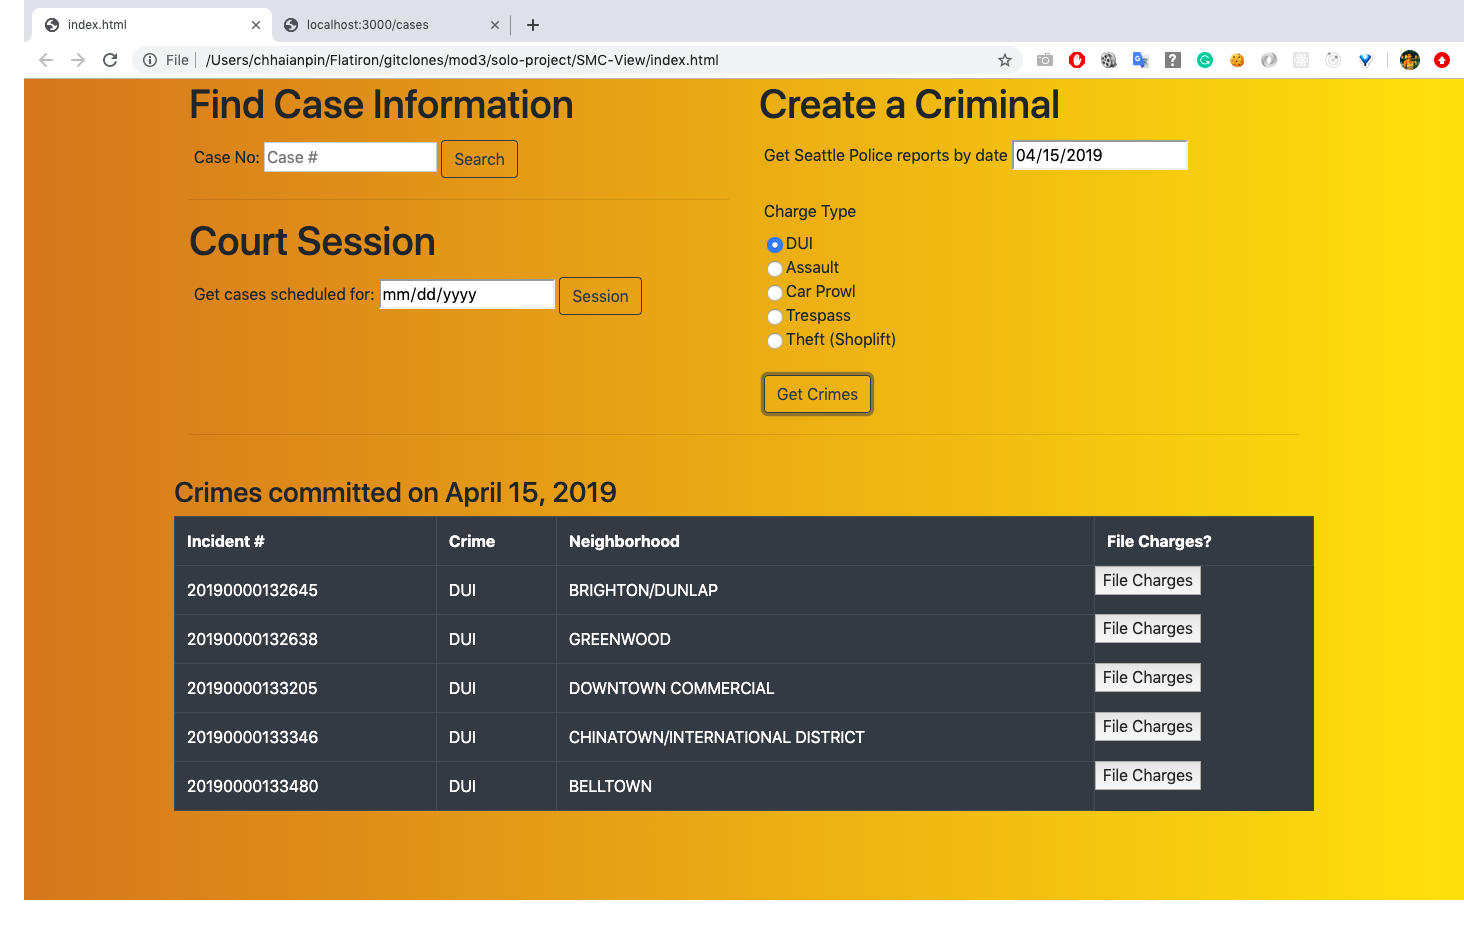 index.html
localhost:3000/cases
File
/Users/chhaianpin/Flatiron/gitclones/mod3/solo-project/SMC-View/index.html
Find Case Information
Case No: Case # Search
Court Session
Get cases scheduled for: mm/dd/yyyy Session
Create a Criminal
Get Seattle Police reports by date 04/15/2019
Charge Type
DUI
Assault
Car Prowl
Trespass
Theft (Shoplift)
Get Crimes
Crimes committed on April 15, 2019
Incident # Crime Neighborhood File Charges?
20190000132645 DUI BRIGHTON/DUNLAP File Charges
20190000132638 DUI GREENWOOD File Charges
20190000133205 DUI DOWNTOWN COMMERCIAL File Charges
20190000133346 DUI CHINATOWN/INTERNATIONAL DISTRICT File Charges
20190000133480 DUI BELLTOWN File Charges